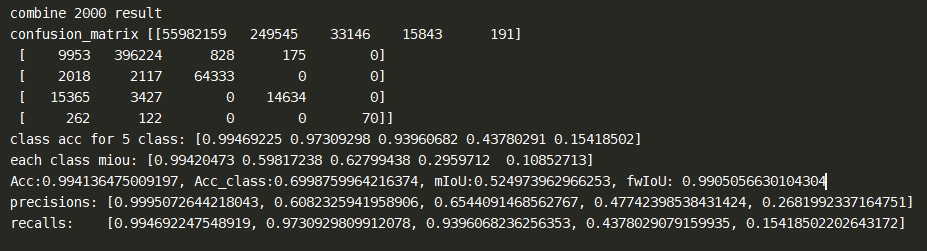 combine 2000 result
confusion_matrix [[55982159 249545 33146 15843 191]
[ 9953 396224 828 175 0]
[ 2018 2117 64333 0 0]
[ 15365 3427 0 14634 0]
[ 262 122 0 0 70]]
class acc for 5 class: [0.99469225 0.97309298 0.93960682 0.43780291 0.15418502]
each class miou: [0.99420473 0.59817238 0.62799438 0.2959712 0.10852713]
Acc:0.994136475009197, Acc_class:0.6998759964216374, mIoU:0.524973962966253, fwIoU: 0.9905056630104304
precisions: [0.9995072644218043, 0.6082325941958906, 0.6544091468562767, 0.47742398538431424, 0.2681992337164751]
recalls: [0.994692247548919, 0.9730929809912078, 0.9396068236256353, 0.4378029079159935, 0.15418502202643172]